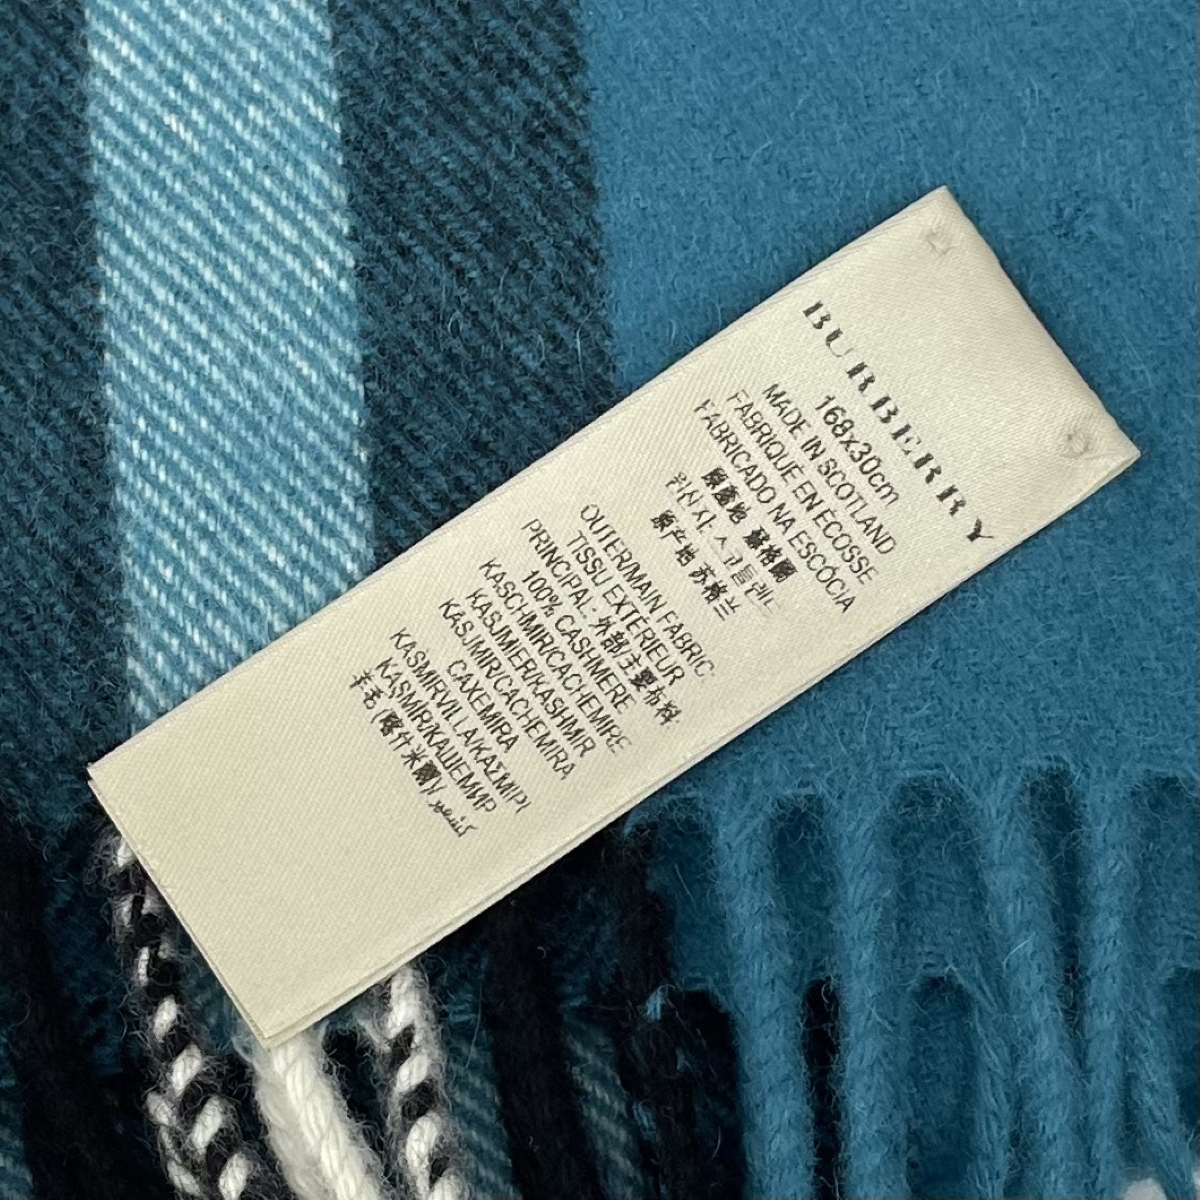 BURBERRY
168x30cm
MADE IN SCOTLAND
FABRIQUÉ EN ÉCOSSE
FABRICADO NA ESCÓCIA
原產地 蘇格蘭
원산지: 스코틀랜드
原产地 苏格兰
OUTER/MAIN FABRIC:
TISSU EXTÉRIEUR
PRINCIPAL: 外部/主要布料:
100% CASHMERE
KASCHMIR/CACHEMIRE
KASJMIER/KASHMIR
KASJMIR/CACHEMIRA
CAXEMIRA
KASMIRVILLA/ΚΑΣΜΙΡΙ
KAŞMİR/КАШЕМИР
羊毛(喀什米爾)/